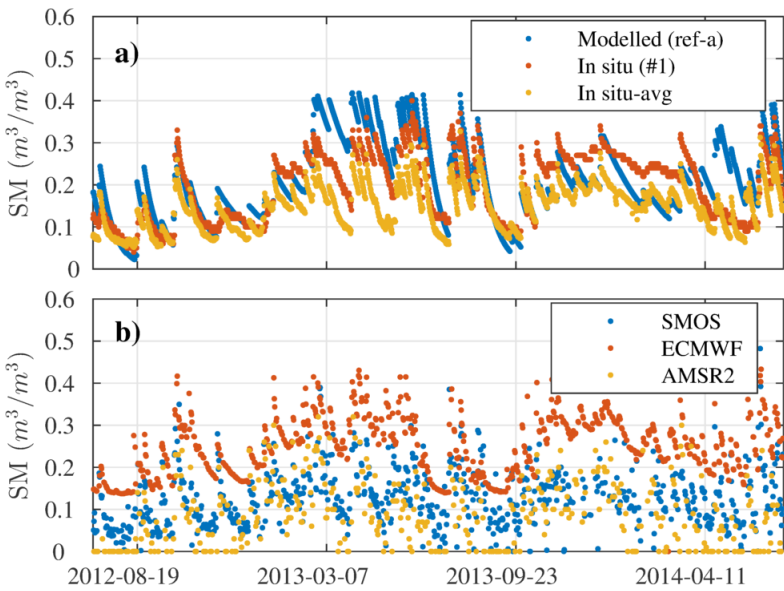 0.6
a)
Modelled (ref-a)
0.5
In situ (#1)
In situ-avg
0.4
SM (m³/m³)
0.3
0.2
0.1
0
0.6
b)
SMOS
0.5
ECMWF
AMSR2
0.4
SM (m³/m³)
0.3
0.2
0.1
0
2012-08-19 2013-03-07 2013-09-23 2014-04-11